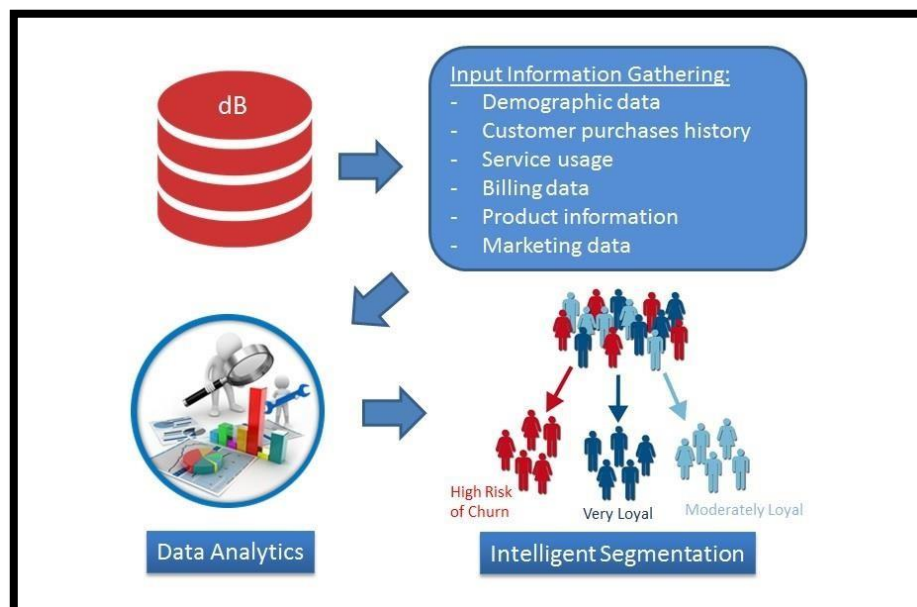 dB
Input Information Gathering:
- Demographic data
- Customer purchases history
- Service usage
- Billing data
- Product information
- Marketing data
High Risk
of Churn
Very Loyal
Moderately Loyal
Data Analytics
Intelligent Segmentation